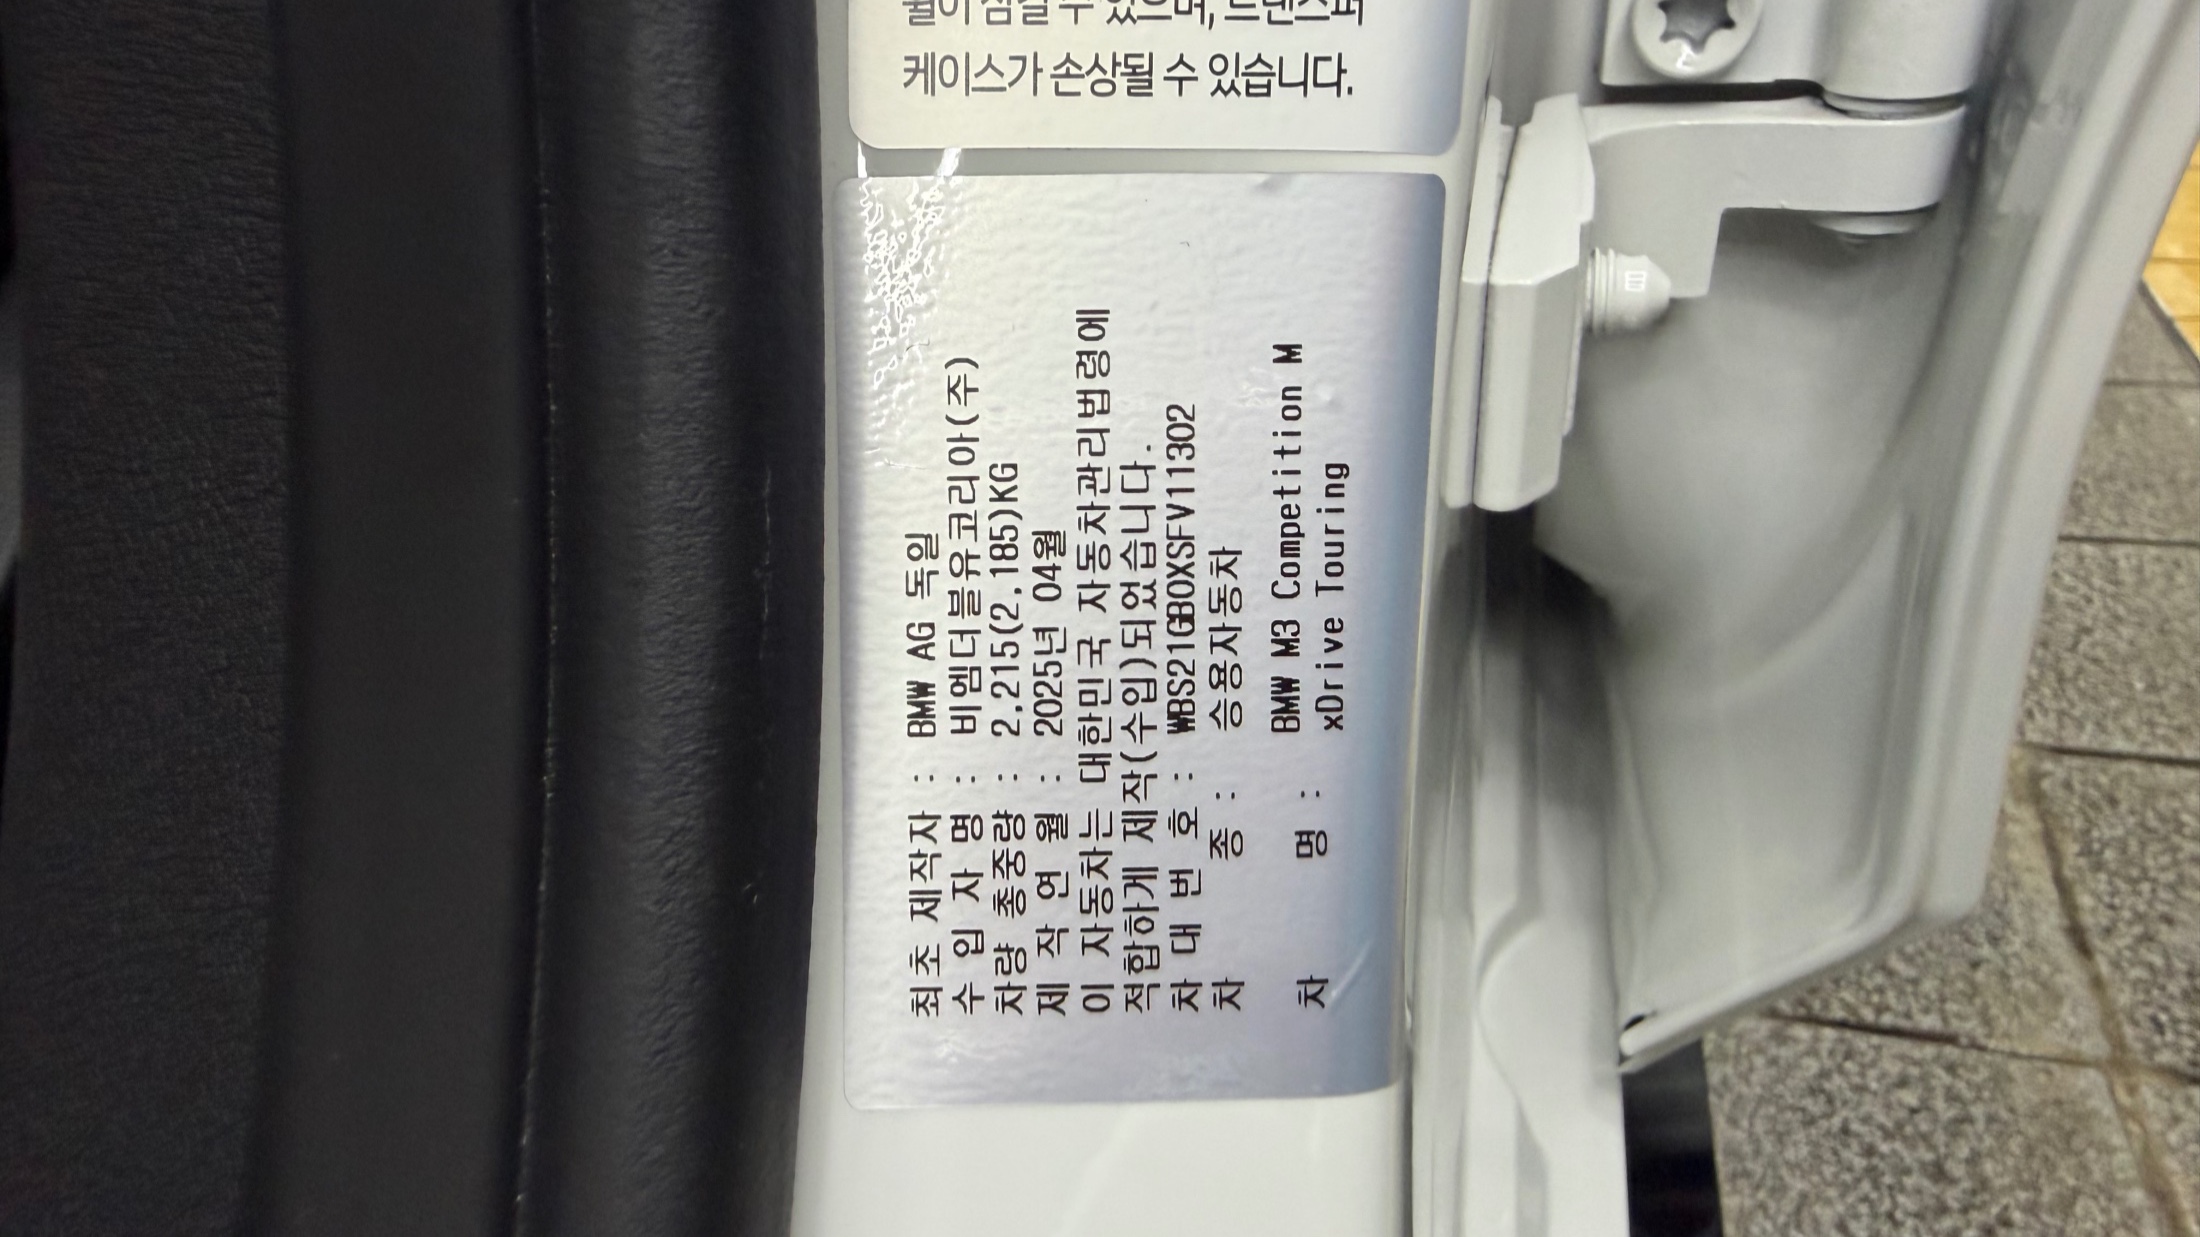 케이스가 손상될 수 있습니다.
최초 제작자 : BMW AG 독일
수 입 자 명 : 비엠더블유코리아(주)
차량 총중량 : 2,215(2,185)KG
제 작 연 월 : 2025년 04월
이 자동차는 대한민국 자동차관리법령에
적합하게 제작(수입)되었습니다.
차 대 번 호 : WBS21GB0XSFV11302
차 종 : 승용자동차
차 명 : BMW M3 Competition M
xDrive Touring